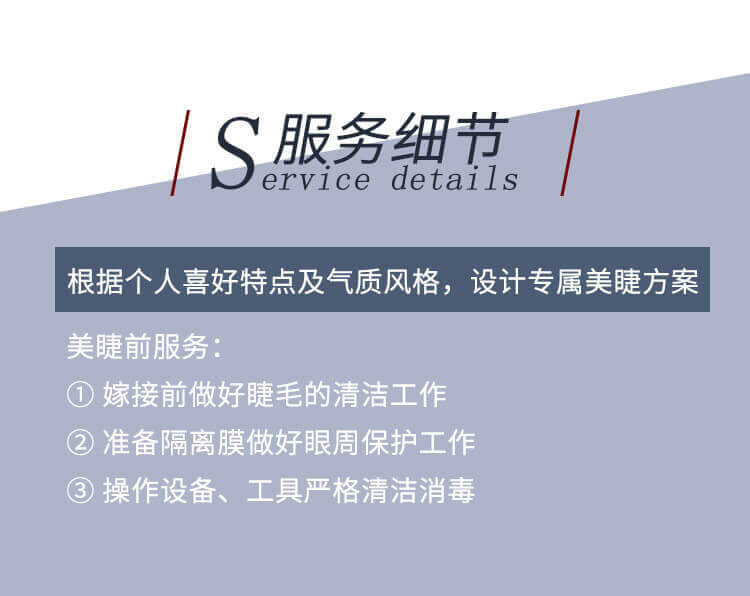 服务细节
Service details
根据个人喜好特点及气质风格，设计专属美睫方案
美睫前服务：
① 嫁接前做好睫毛的清洁工作
② 准备隔离膜做好眼周保护工作
③ 操作设备、工具严格清洁消毒